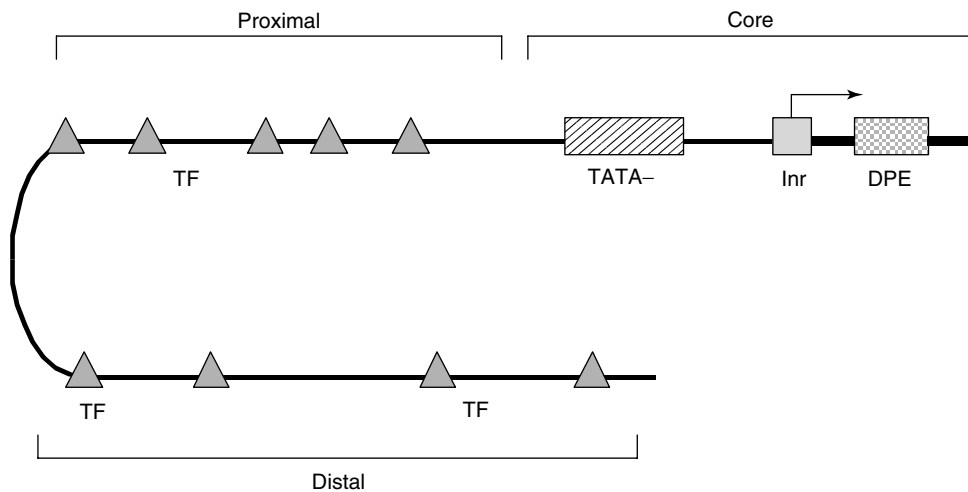 Proximal
Core
TF
TATA–
Inr
DPE
TF
TF
Distal